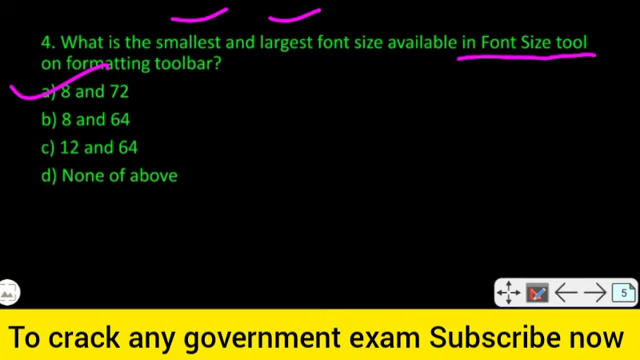 4. What is the smallest and largest font size available in Font Size tool
on formatting toolbar?
a) 8 and 72
b) 8 and 64
c) 12 and 64
d) None of above
5
To crack any government exam Subscribe now